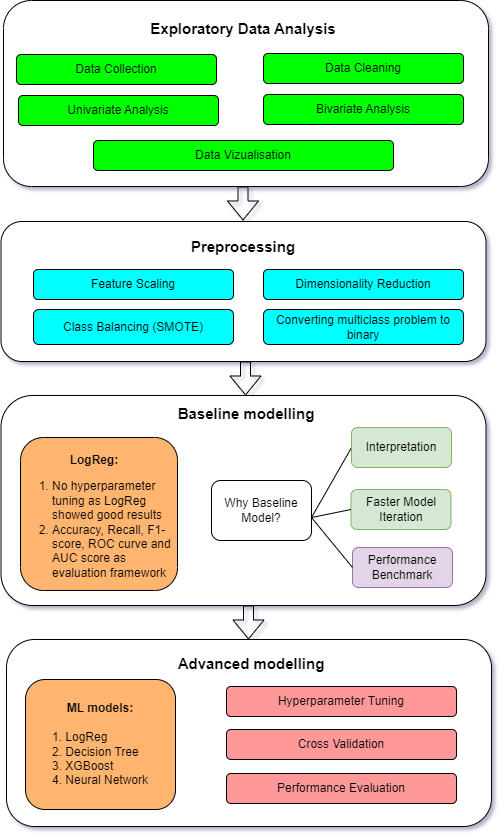 Exploratory Data Analysis
Data Collection
Data Cleaning
Univariate Analysis
Bivariate Analysis
Data Vizualisation
Preprocessing
Feature Scaling
Dimensionality Reduction
Class Balancing (SMOTE)
Converting multiclass problem to
binary
Baseline modelling
LogReg:
1. No hyperparameter
tuning as LogReg
showed good results
2. Accuracy, Recall, F1-
score, ROC curve and
AUC score as
evaluation framework
Why Baseline
Model?
Interpretation
Faster Model
Iteration
Performance
Benchmark
Advanced modelling
ML models:
1. LogReg
2. Decision Tree
3. XGBoost
4. Neural Network
Hyperparameter Tuning
Cross Validation
Performance Evaluation